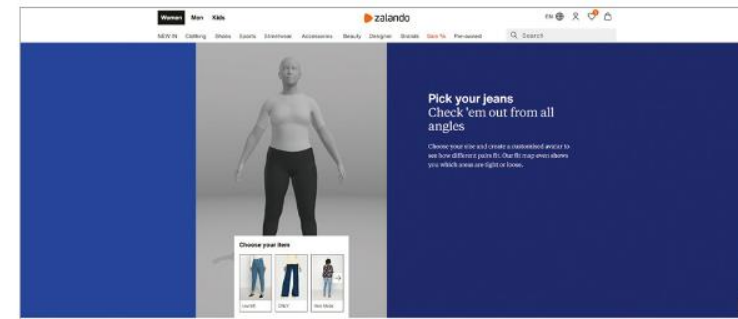 Women Men Kids
zalando
EN
NEW IN Clothing Shoes Sports Streetwear Accessories Beauty Designer Brands Sale % Pre-owned
Search
Pick your jeans
Check 'em out from all
angles
Choose your size and create a customised avatar to
see how different pairs fit. Our fit map even shows
you which areas are tight or loose.
Choose your item
ONLY